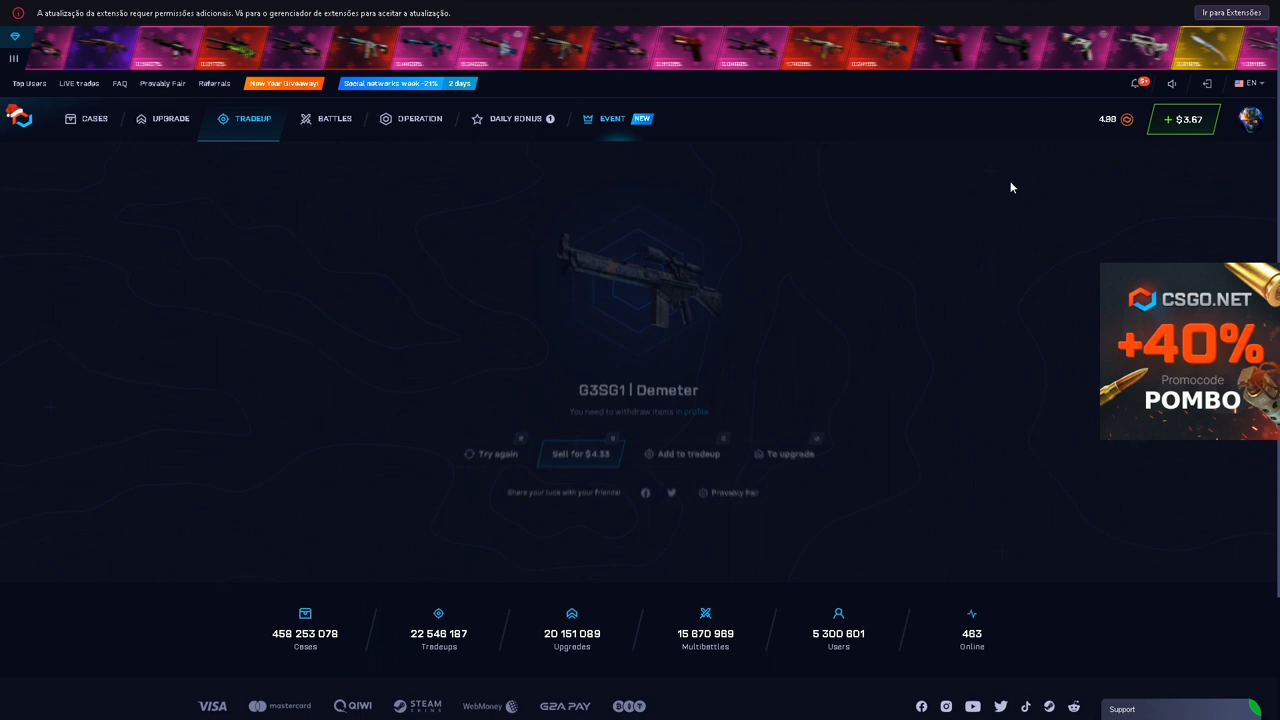 A atualização da extensão requer permissões adicionais. Vá para o gerenciador de extensões para aceitar a atualização.
Ir para Extensões
Top Users
LIVE trades
FAQ
Provably Fair
Referrals
New Year Giveaway!
Social networks week -21%
2 days
5+
EN
CASES
UPGRADE
TRADEUP
BATTLES
OPERATION
DAILY BONUS 1
EVENT
NEW
4.98
+ $3.67
CSGO.NET
+40%
Promocode
POMBO
G3SG1 | Demeter
You need to withdraw items in profile
Try again
Sell for $4.33
Add to tradeup
To upgrade
Share your luck with your friends!
Provably Fair
458 253 078
22 546 187
20 151 089
15 670 969
5 300 601
463
Cases
Tradeups
Upgrades
Multibattles
Users
Online
VISA
mastercard
QIWI
STEAM SKINS
WebMoney
G2A PAY
BIT
Support